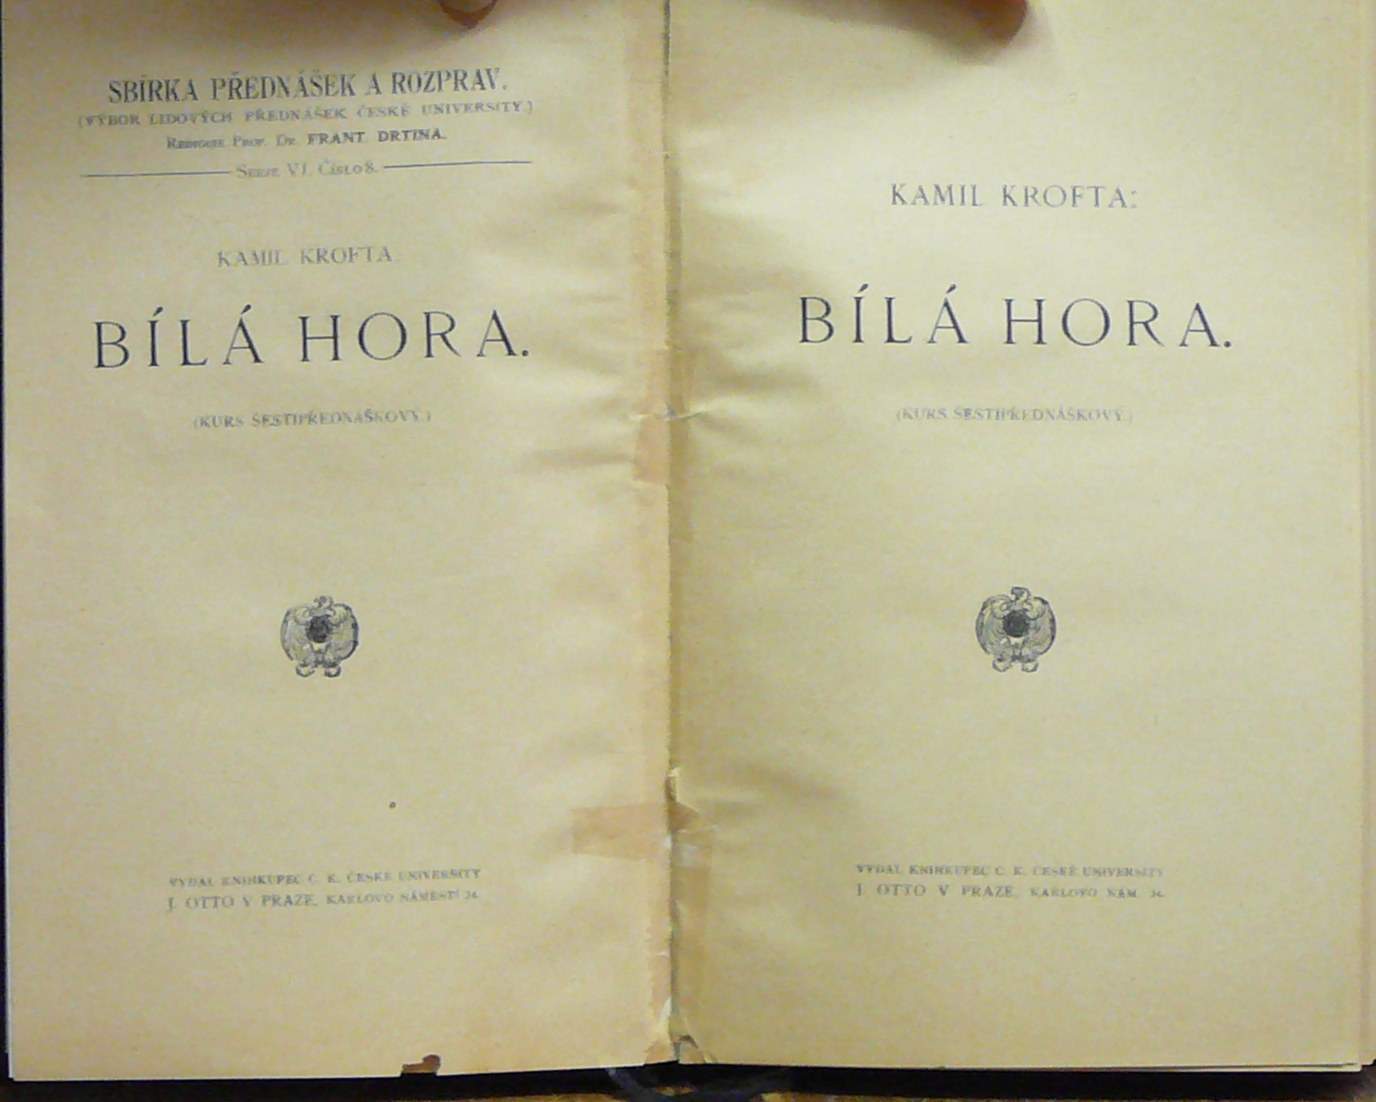 SBÍRKA PŘEDNÁŠEK A ROZPRAV.
(VÝBOR LIDOVÝCH PŘEDNÁŠEK ČESKÉ UNIVERSITY.)
REDIGUJE PROF. DR. FRANT. DRTINA.
SERIE VI. ČÍSLO 8.
KAMIL KROFTA
BÍLÁ HORA.
(KURS ŠESTIPŘEDNÁŠKOVÝ.)
VYDAL KNIHKUPEC C. K. ČESKÉ UNIVERSITY
J. OTTO V PRAZE, KARLOVO NÁMĚSTÍ 34.
KAMIL KROFTA:
BÍLÁ HORA.
(KURS ŠESTIPŘEDNÁŠKOVÝ.)
VYDAL KNIHKUPEC C. K. ČESKÉ UNIVERSITY
J. OTTO V PRAZE, KARLOVO NÁM. 34.